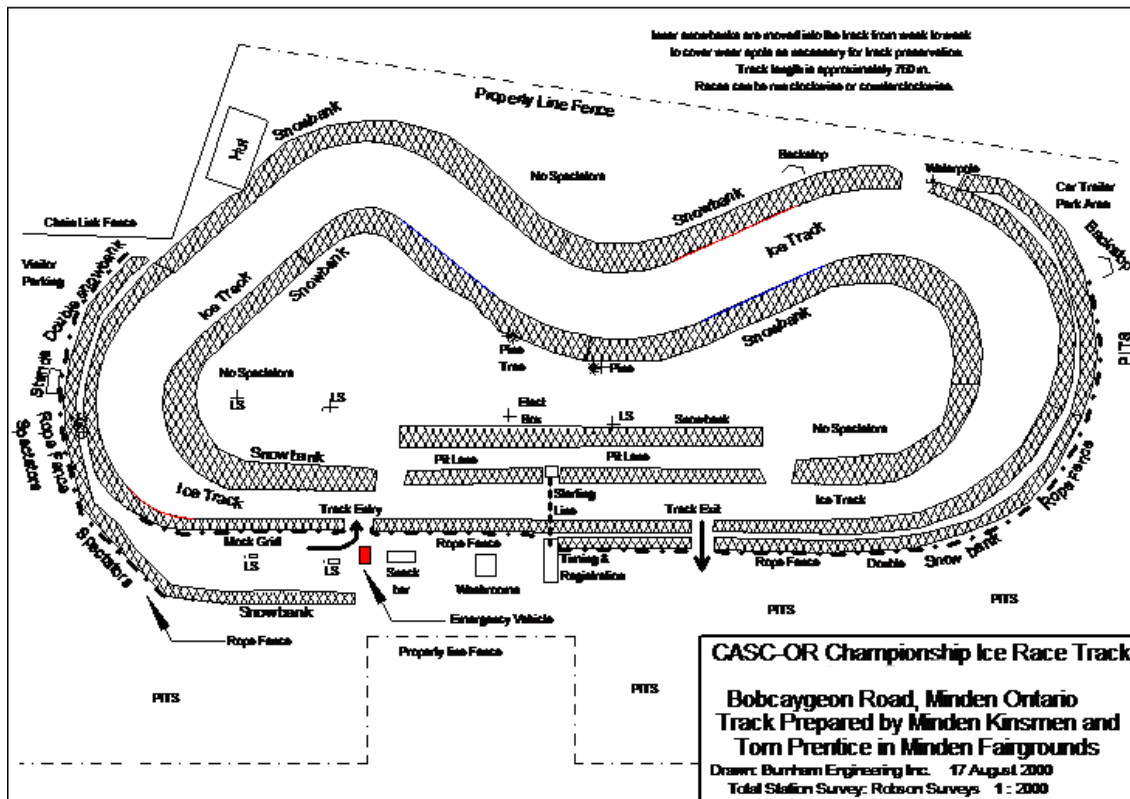 Inner snowbanks are moved into the track from week to week
to cover wear spots as necessary for track preservation.
Track length is approximately 750 m.
Races can be run clockwise or counterclockwise.
Property Line Fence
Snowbank
Hut
No Spectators
Backstop
Waterpole
Car Trailer
Park Area
Backstop
Chain Link Fence
Snowbank
Ice Track
Visitor
Parking
Double snowbank
Ice Track
Snowbank
Snowbank
PITS
Pine
Tree
Pine
Stands
No Spectators
LS
LS
Elect
Box
LS
Snowbank
No Spectators
Rope Fence
Spectators
Snowbank
Pit Lane
Pit Lane
Rope Fence
Ice Track
Track Entry
Starting
Line
Track Exit
Ice Track
Mock Grid
Rope Fence
Spectators
LS
LS
Snack
bar
Washrooms
Timing &
Registration
Rope Fence
Double
Snow bank
Snowbank
Emergency Vehicle
PITS
PITS
Rope Fence
Property line Fence
PITS
PITS
CASC-OR Championship Ice Race Track
Bobcaygeon Road, Minden Ontario
Track Prepared by Minden Kinsmen and
Tom Prentice in Minden Fairgrounds
Drawn: Burnham Engineering Inc. 17 August 2000
Total Station Survey: Robson Surveys 1 : 2000